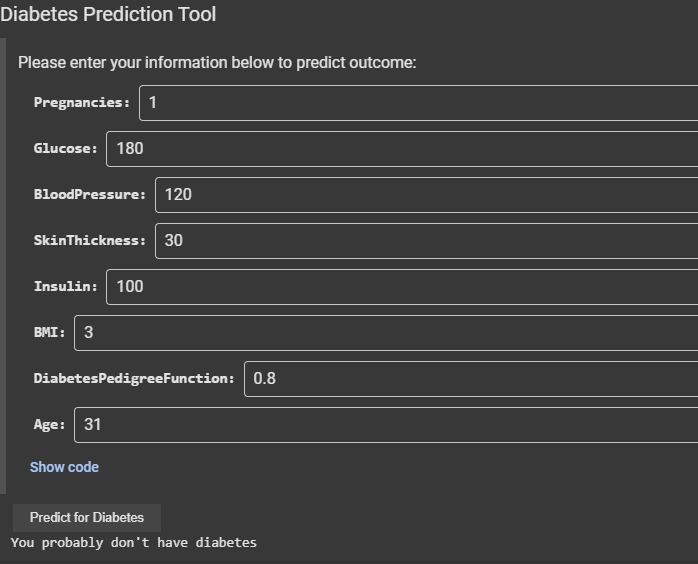 Diabetes Prediction Tool
Please enter your information below to predict outcome:
Pregnancies: 1
Glucose: 180
BloodPressure: 120
SkinThickness: 30
Insulin: 100
BMI: 3
DiabetesPedigreeFunction: 0.8
Age: 31
Show code
Predict for Diabetes
You probably don't have diabetes